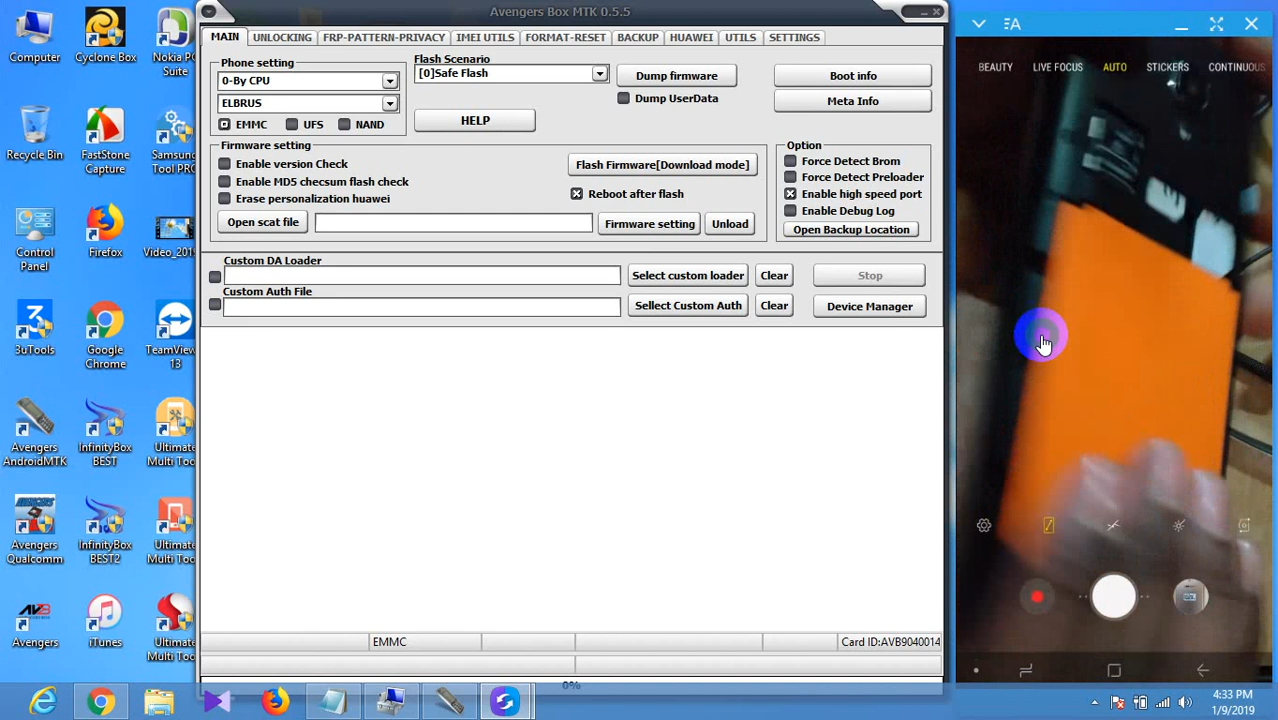 Avengers Box MTK 0.5.5
MAIN UNLOCKING FRP-PATTERN-PRIVACY IMEI UTILS FORMAT-RESET BACKUP HUAWEI UTILS SETTINGS
Phone setting
0-By CPU
ELBRUS
EMMC UFS NAND
Flash Scenario
[0]Safe Flash
HELP
Dump firmware
Dump UserData
Boot info
Meta Info
Firmware setting
Enable version Check
Enable MD5 checsum flash check
Erase personalization huawei
Flash Firmware[Download mode]
Reboot after flash
Open scat file
Firmware setting
Unload
Option
Force Detect Brom
Force Detect Preloader
Enable high speed port
Enable Debug Log
Open Backup Location
Custom DA Loader
Select custom loader Clear Stop
Custom Auth File
Sellect Custom Auth Clear Device Manager
EMMC
Card ID:AVB9040014
0%
Computer
Cyclone Box
Nokia PC
Suite
Recycle Bin
FastStone
Capture
Samsung
Tool PRO
Control
Panel
Firefox
Video_201
3uTools
Google
Chrome
TeamView
13
Avengers
AndroidMTK
InfinityBox
BEST
Ultimate
Multi Too
Avengers
Qualcomm
InfinityBox
BEST2
Ultimate
Multi Too
Avengers
iTunes
Ultimate
Multi Too
A
BEAUTY LIVE FOCUS AUTO STICKERS CONTINUOUS
4:33 PM
1/9/2019